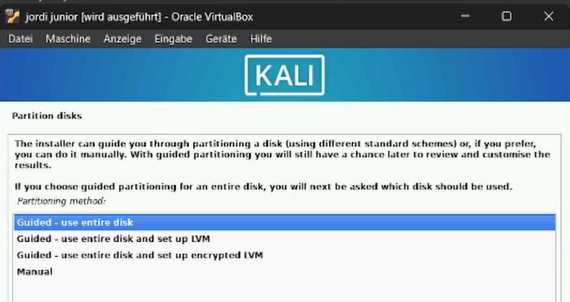 jordi junior [wird ausgeführt] - Oracle VirtualBox
Datei Maschine Anzeige Eingabe Geräte Hilfe
KALI
Partition disks
The installer can guide you through partitioning a disk (using different standard schemes) or, if you prefer,
you can do it manually. With guided partitioning you will still have a chance later to review and customise the
results.
If you choose guided partitioning for an entire disk, you will next be asked which disk should be used.
Partitioning method:
Guided - use entire disk
Guided - use entire disk and set up LVM
Guided - use entire disk and set up encrypted LVM
Manual